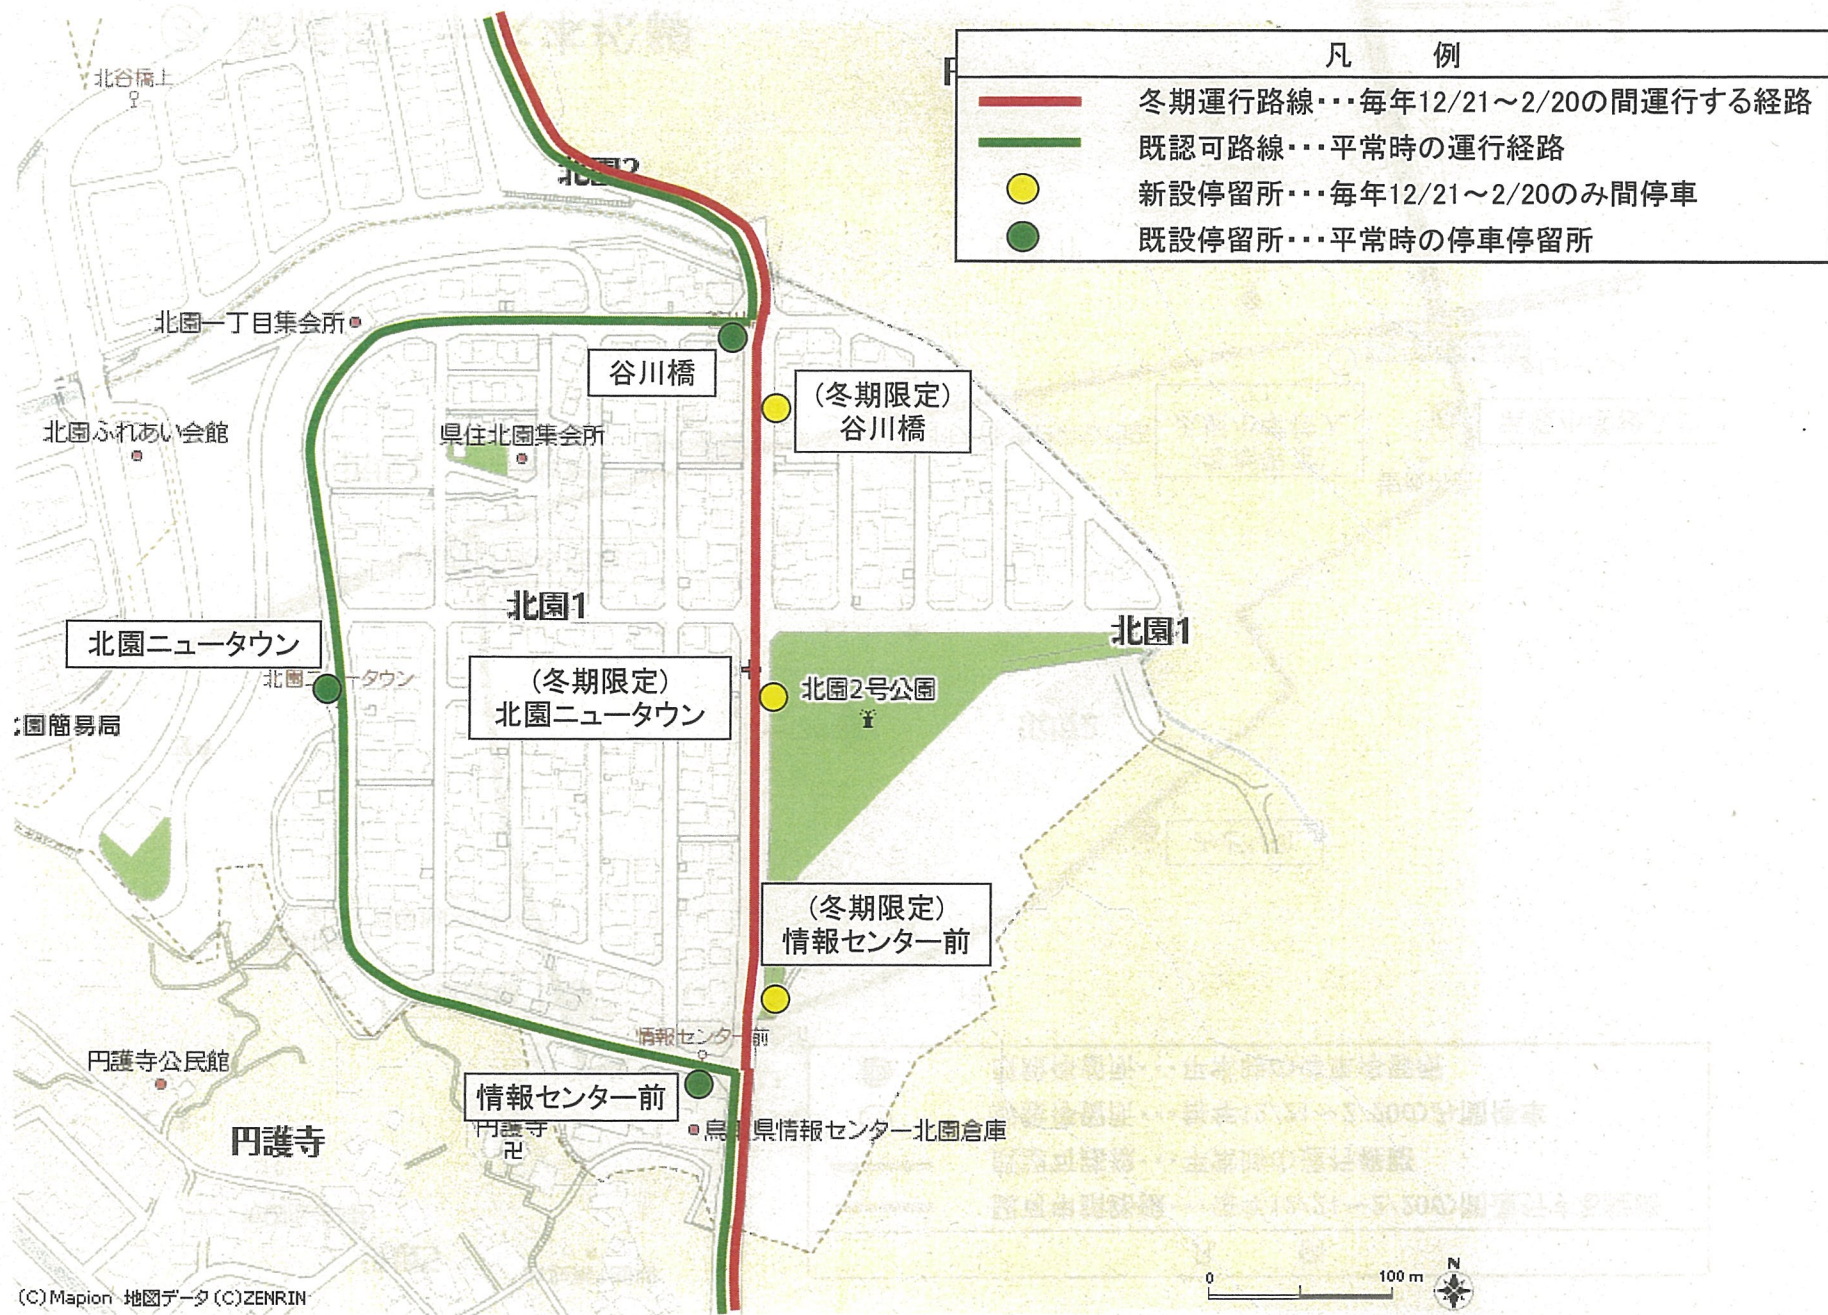 凡　例
冬期運行路線･･･毎年12/21～2/20の間運行する経路
既認可路線･･･平常時の運行経路
新設停留所･･･毎年12/21～2/20のみ間停車
既設停留所･･･平常時の停車停留所
北谷橋上
北園2
北園一丁目集会所
谷川橋
(冬期限定)
谷川橋
北園ふれあい会館
県住北園集会所
北園1
北園1
北園ニュータウン
(冬期限定)
北園ニュータウン
北園2号公園
園簡易局
(冬期限定)
情報センター前
情報センター前
円護寺公民館
情報センター前
円護寺
円護寺
県情報センター北園倉庫
0
100 m
N
(C)Mapion 地図データ(C)ZENRIN